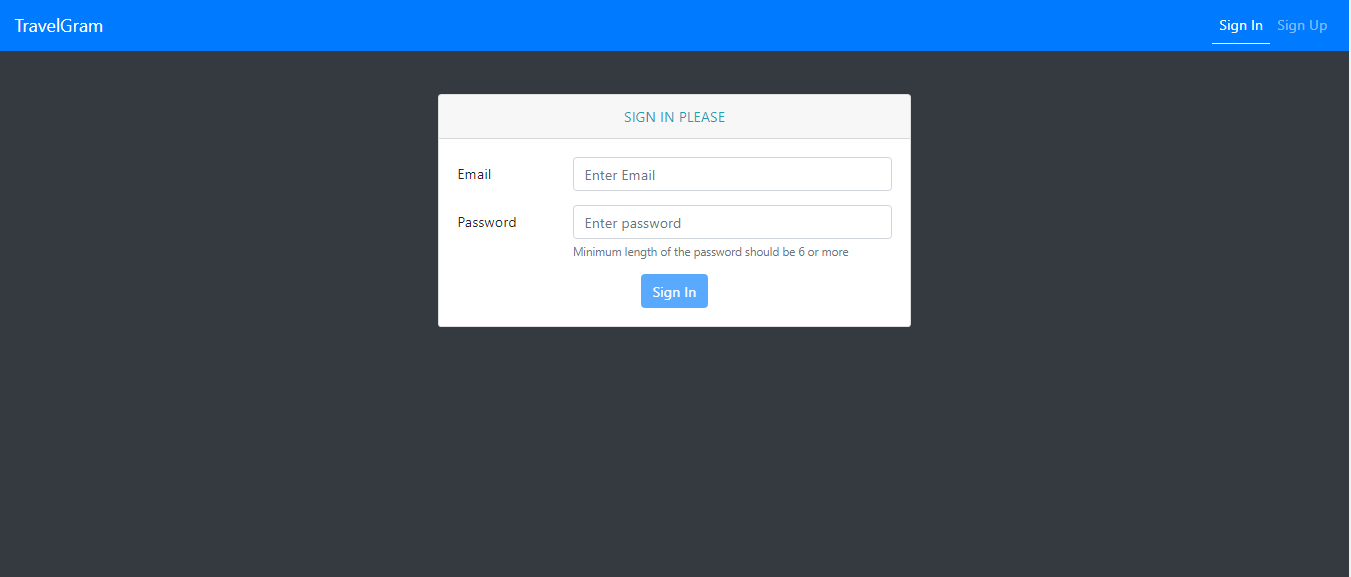 TravelGram
Sign In Sign Up
SIGN IN PLEASE
Email
Enter Email
Password
Enter password
Minimum length of the password should be 6 or more
Sign In